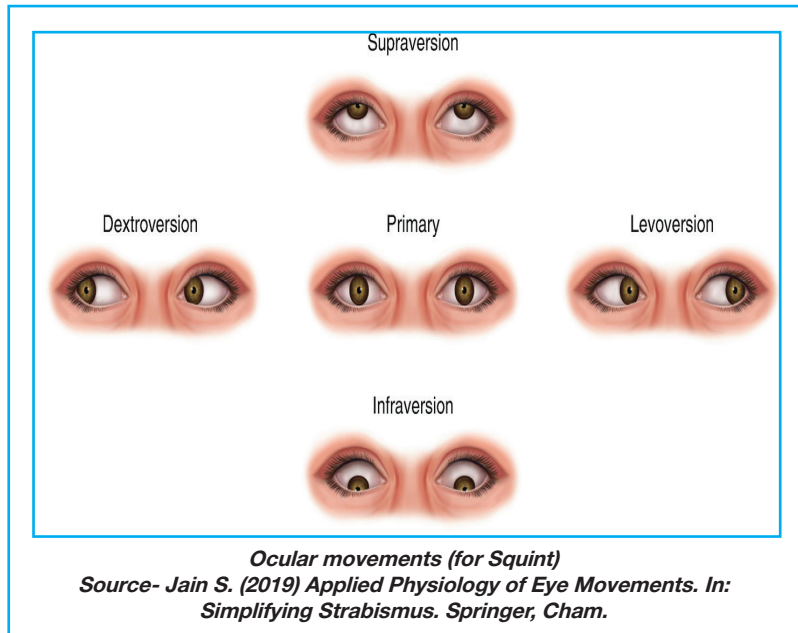 Supraversion
Dextroversion
Primary
Levoversion
Infraversion
Ocular movements (for Squint)
Source- Jain S. (2019) Applied Physiology of Eye Movements. In:
Simplifying Strabismus. Springer, Cham.